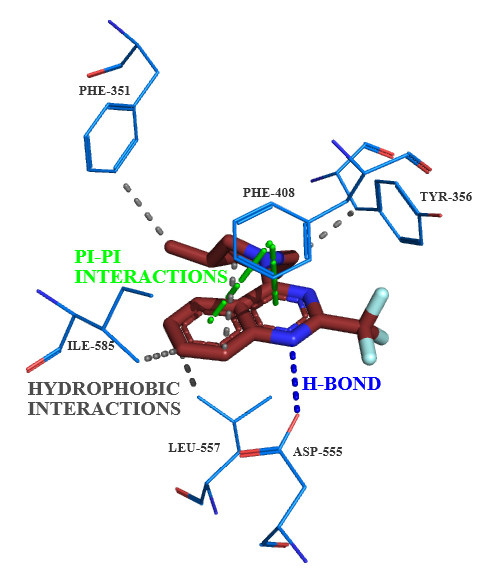 PHE-351
PHE-408
TYR-356
PI-PI
INTERACTIONS
ILE-585
HYDROPHOBIC
INTERACTIONS
H-BOND
LEU-557
ASP-555